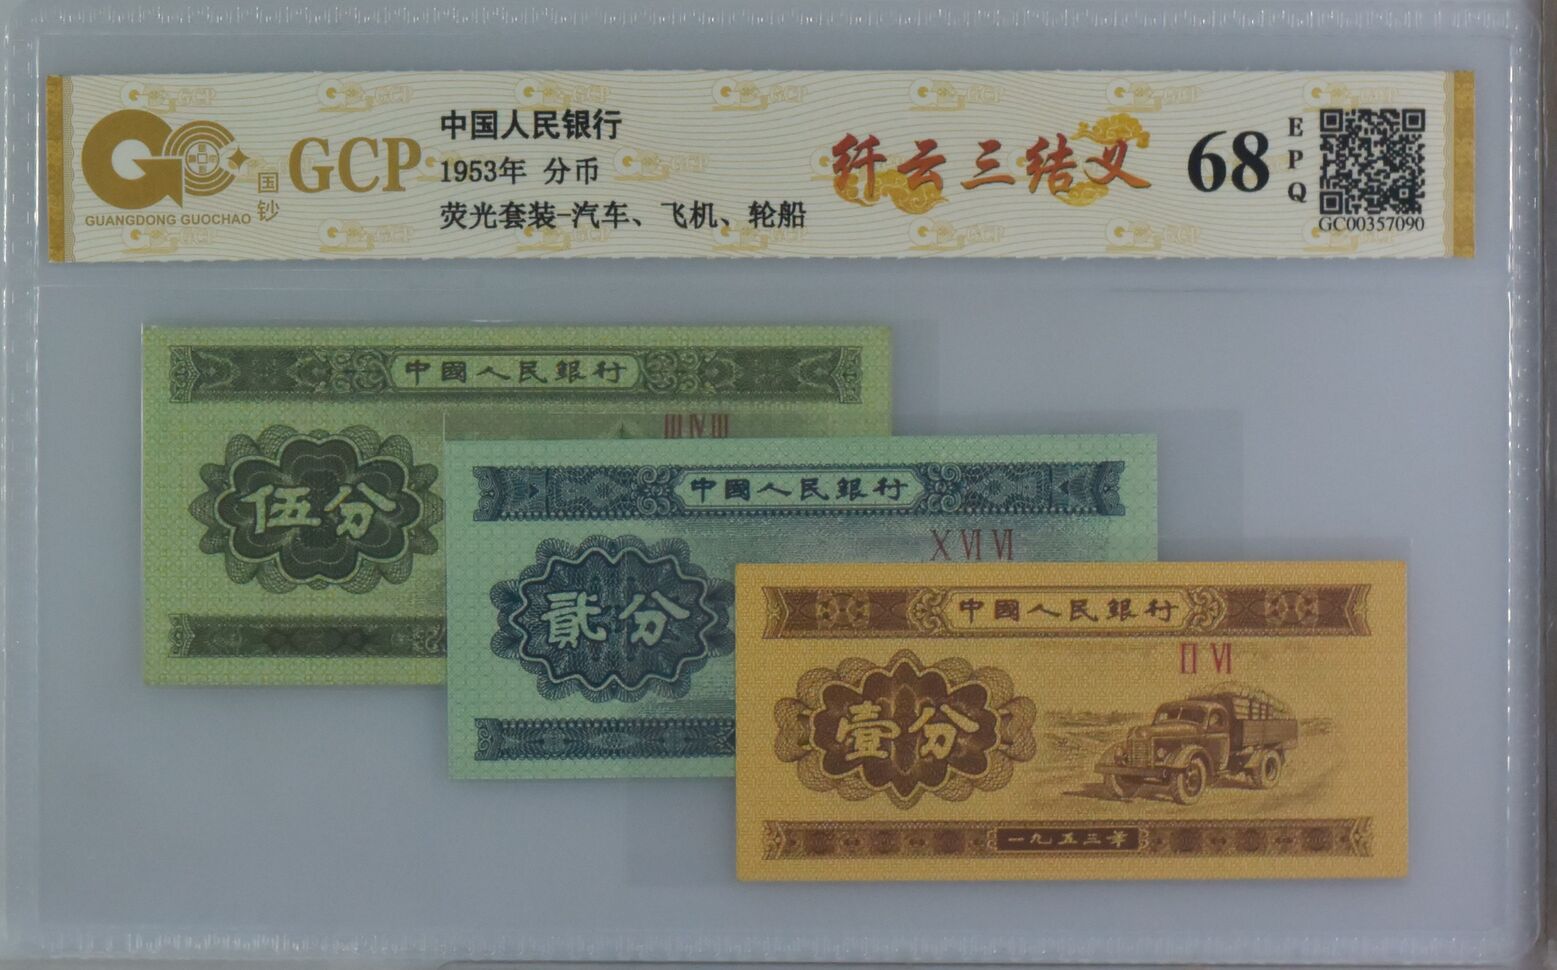 GCP
国钞
GUANGDONG GUOCHAO
中国人民银行
1953年 分币
荧光套装-汽车、飞机、轮船
纤云三结义
68
EPQ
GC00357090
中國人民銀行
III IV III
伍分
中國人民銀行
X VI VI
貳分
中國人民銀行
II VI
壹分
一九五三年